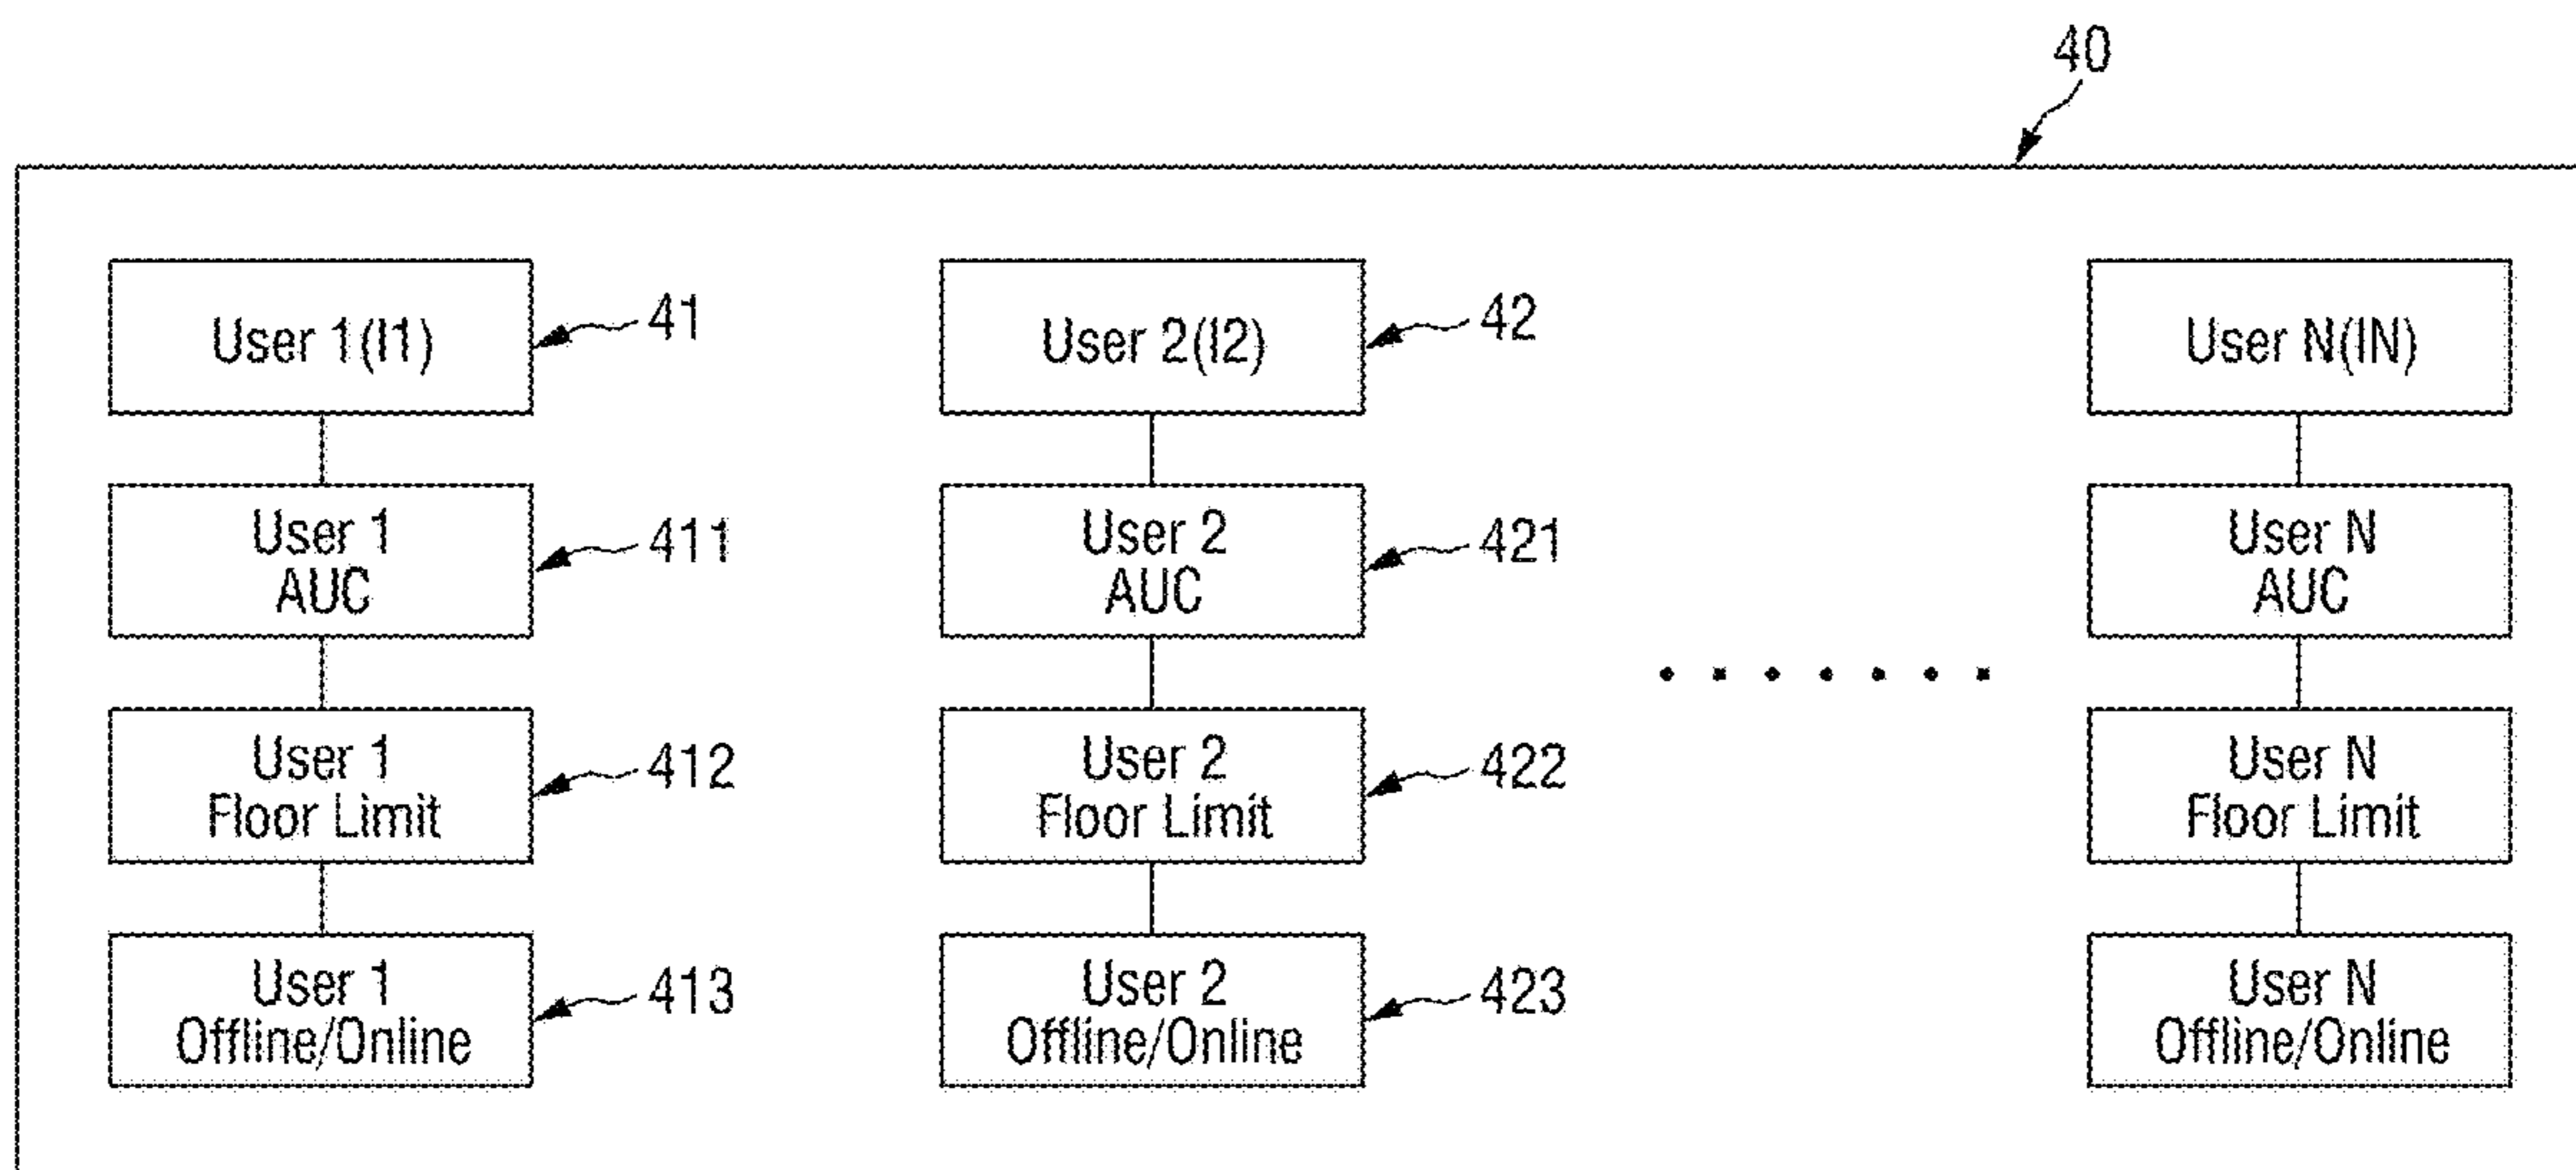 40
User 1(I1)
41
User 2(I2)
42
User N(IN)
User 1
AUC
411
User 2
AUC
421
User N
AUC
User 1
Floor Limit
412
User 2
Floor Limit
422
User N
Floor Limit
User 1
Offline/Online
413
User 2
Offline/Online
423
User N
Offline/Online